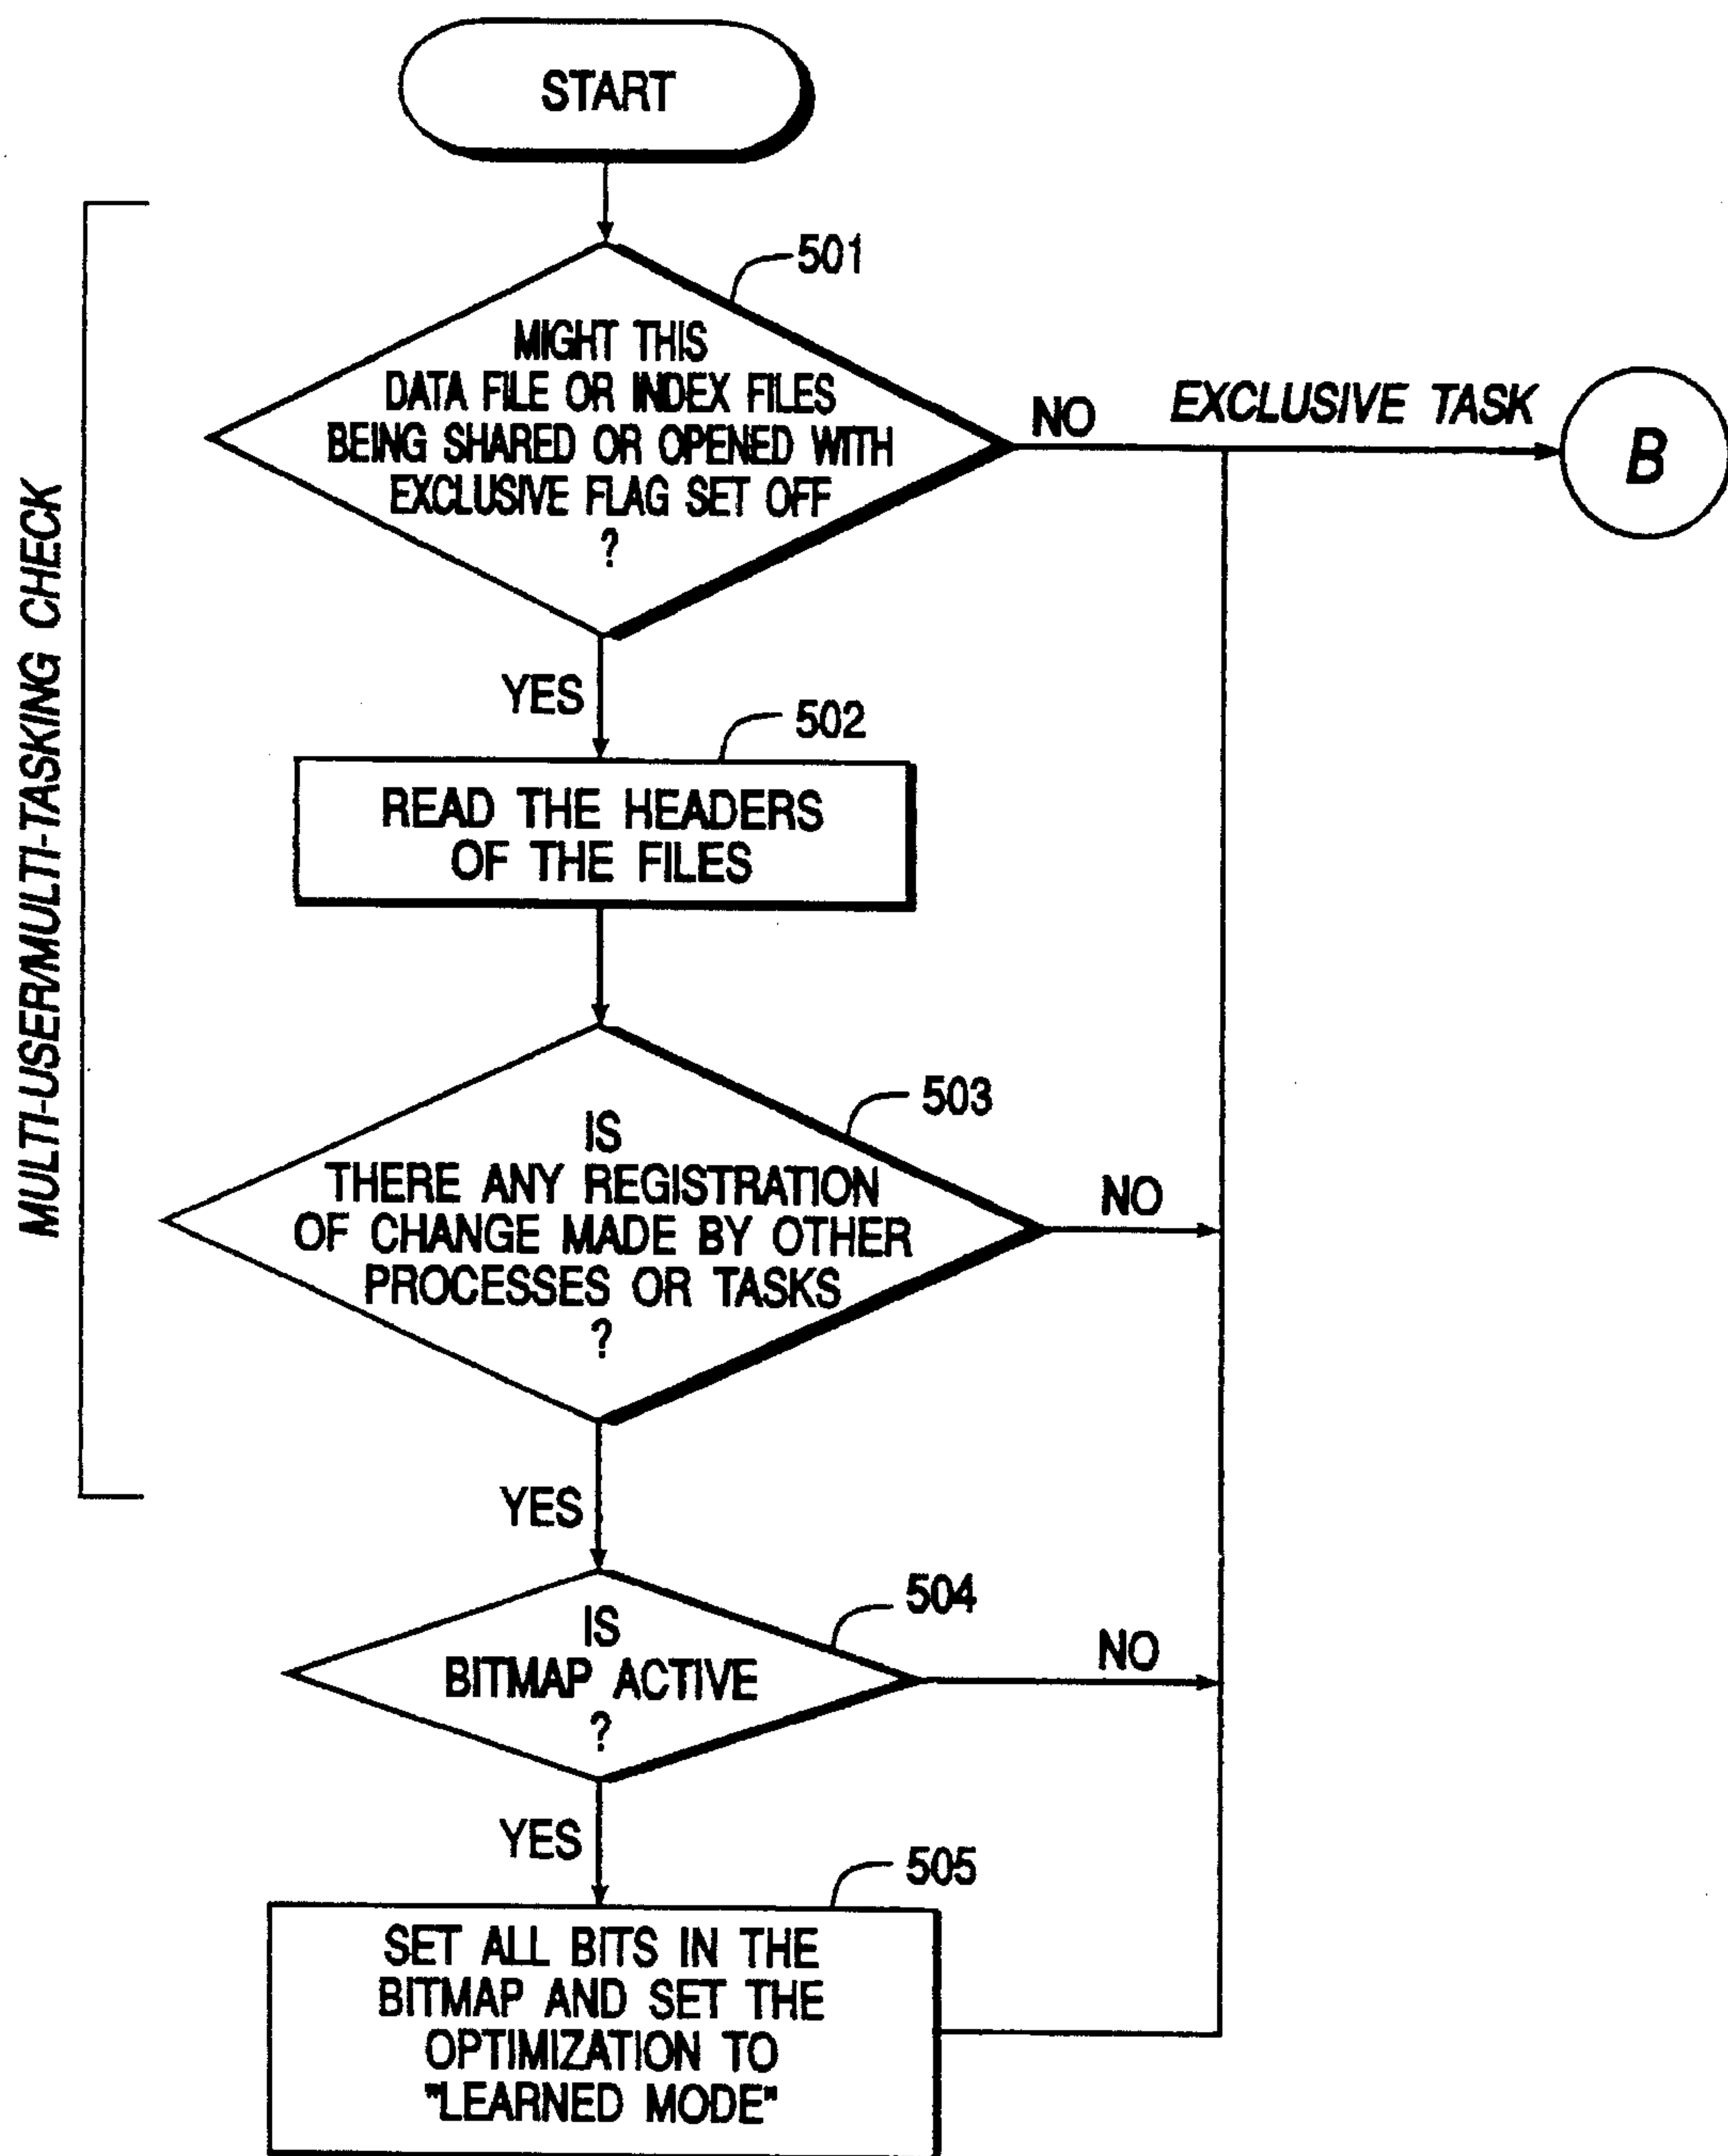 START
501
MIGHT THIS
DATA FILE OR INDEX FILES
BEING SHARED OR OPENED WITH
EXCLUSIVE FLAG SET OFF
?
NO
EXCLUSIVE TASK
B
YES
MULTI-USER/MULTI-TASKING CHECK
502
READ THE HEADERS
OF THE FILES
503
IS
THERE ANY REGISTRATION
OF CHANGE MADE BY OTHER
PROCESSES OR TASKS
?
NO
YES
504
IS
BITMAP ACTIVE
?
NO
YES
505
SET ALL BITS IN THE
BITMAP AND SET THE
OPTIMIZATION TO
"LEARNED MODE"